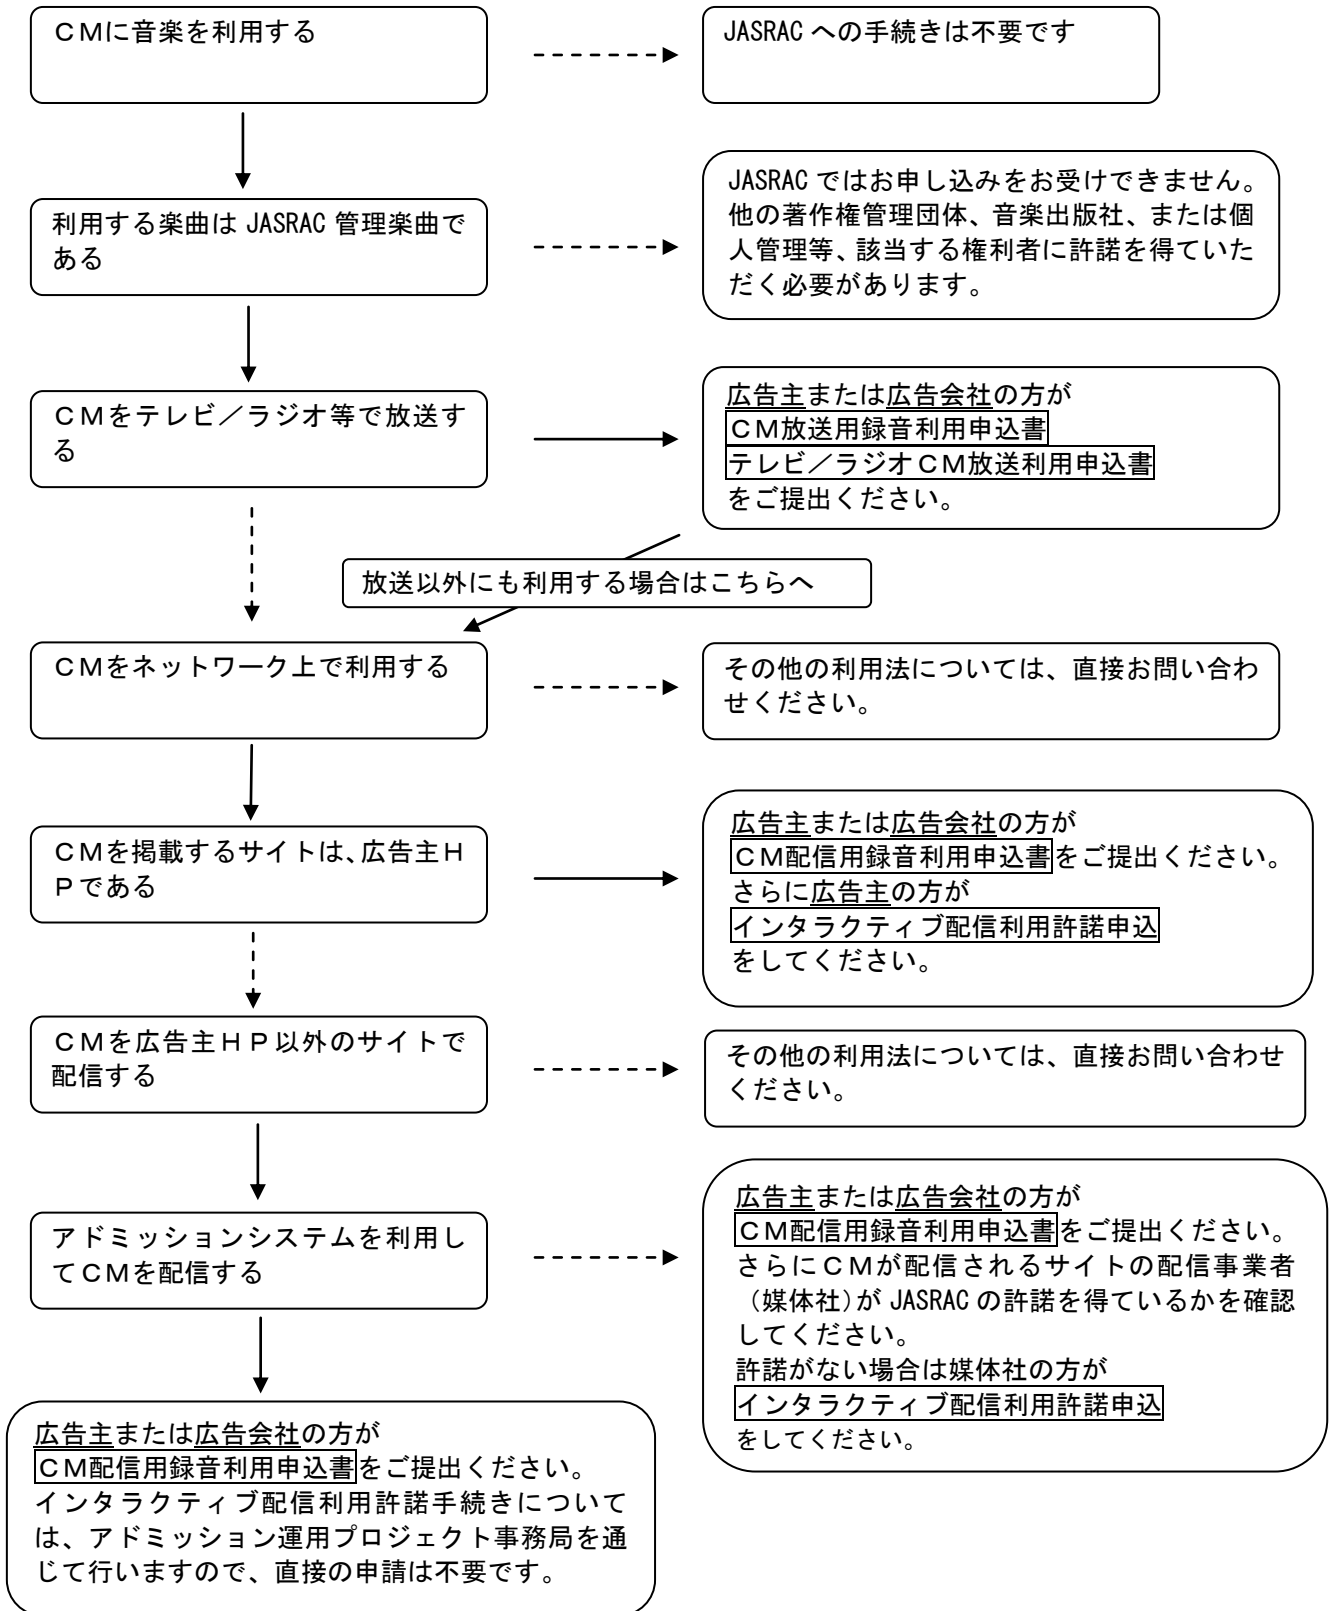 ＣＭに音楽を利用する
JASRAC への手続きは不要です
利用する楽曲は JASRAC 管理楽曲で
ある
JASRAC ではお申し込みをお受けできません。
他の著作権管理団体、音楽出版社、または個
人管理等、該当する権利者に許諾を得ていた
だく必要があります。
ＣＭをテレビ／ラジオ等で放送す
る
広告主または広告会社の方が
ＣＭ放送用録音利用申込書
テレビ／ラジオＣＭ放送利用申込書
をご提出ください。
放送以外にも利用する場合はこちらへ
ＣＭをネットワーク上で利用する
その他の利用法については、直接お問い合わ
せください。
ＣＭを掲載するサイトは、広告主Ｈ
Ｐである
広告主または広告会社の方が
ＣＭ配信用録音利用申込書をご提出ください。
さらに広告主の方が
インタラクティブ配信利用許諾申込
をしてください。
ＣＭを広告主ＨＰ以外のサイトで
配信する
その他の利用法については、直接お問い合わせ
ください。
アドミッションシステムを利用し
てＣＭを配信する
広告主または広告会社の方が
ＣＭ配信用録音利用申込書をご提出ください。
さらにＣＭが配信されるサイトの配信事業者
（媒体社）が JASRAC の許諾を得ているかを確認
してください。
許諾がない場合は媒体社の方が
インタラクティブ配信利用許諾申込
をしてください。
広告主または広告会社の方が
ＣＭ配信用録音利用申込書をご提出ください。
インタラクティブ配信利用許諾手続きについて
は、アドミッション運用プロジェクト事務局を通
じて行いますので、直接の申請は不要です。